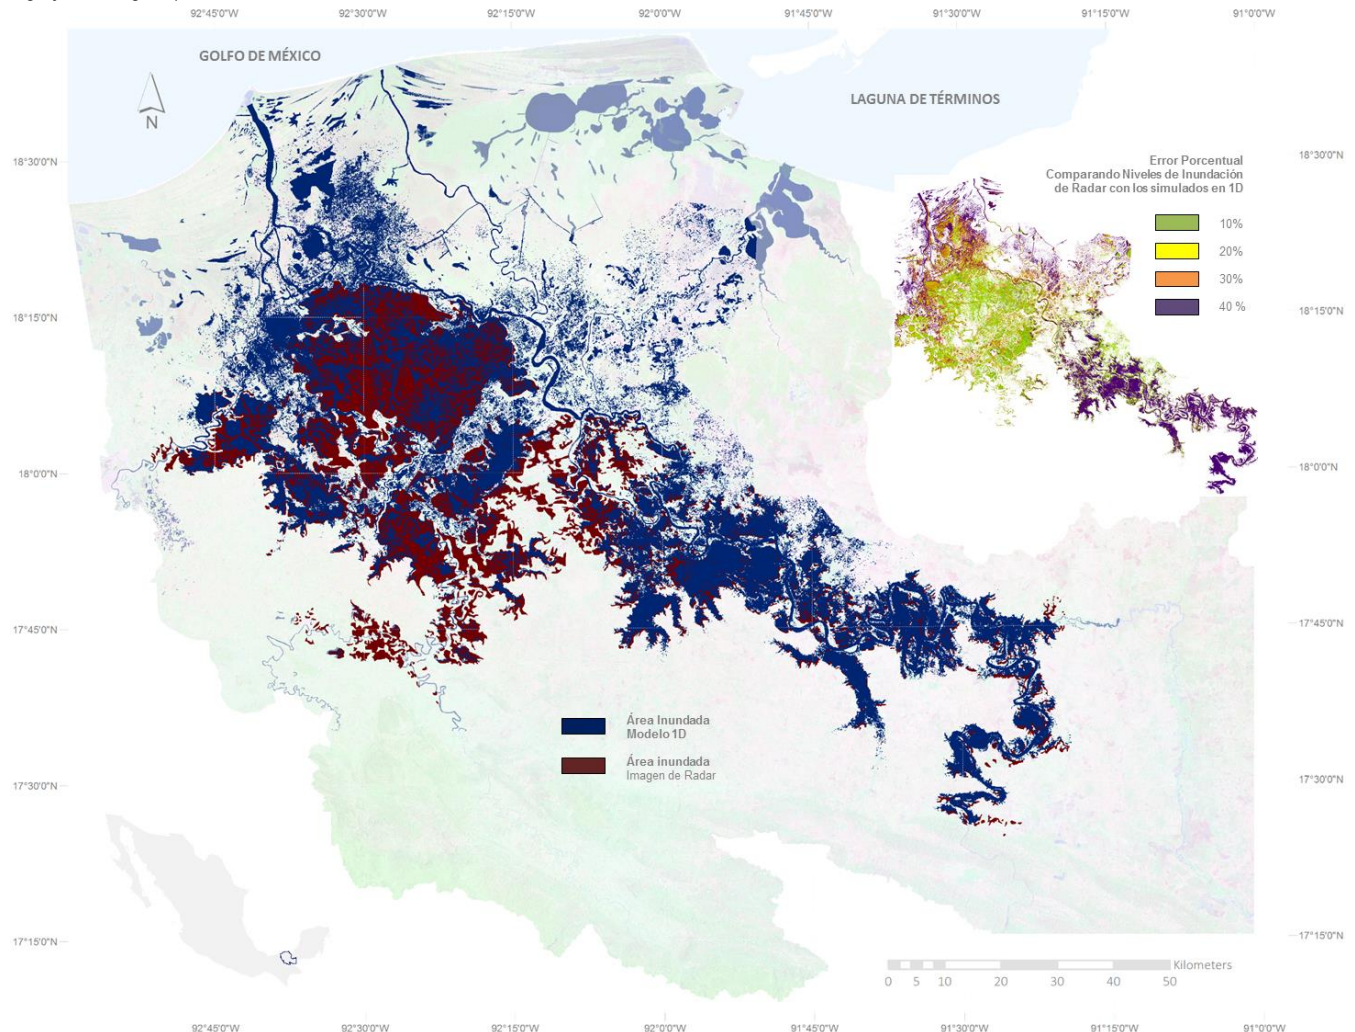 92°45'0"W
92°30'0"W
92°15'0"W
92°0'0"W
91°45'0"W
91°30'0"W
91°15'0"W
91°0'0"W
GOLFO DE MÉXICO
LAGUNA DE TÉRMINOS
N
18°30'0"N
18°30'0"N
Error Porcentual
Comparando Niveles de Inundación
de Radar con los simulados en 1D
10%
20%
30%
40 %
18°15'0"N
18°15'0"N
18°0'0"N
18°0'0"N
17°45'0"N
17°45'0"N
Área Inundada
Modelo 1D
Área inundada
Imagen de Radar
17°30'0"N
17°30'0"N
17°15'0"N
17°15'0"N
Kilometers
0 5 10 20 30 40 50
92°45'0"W
92°30'0"W
92°15'0"W
92°0'0"W
91°45'0"W
91°30'0"W
91°15'0"W
91°0'0"W